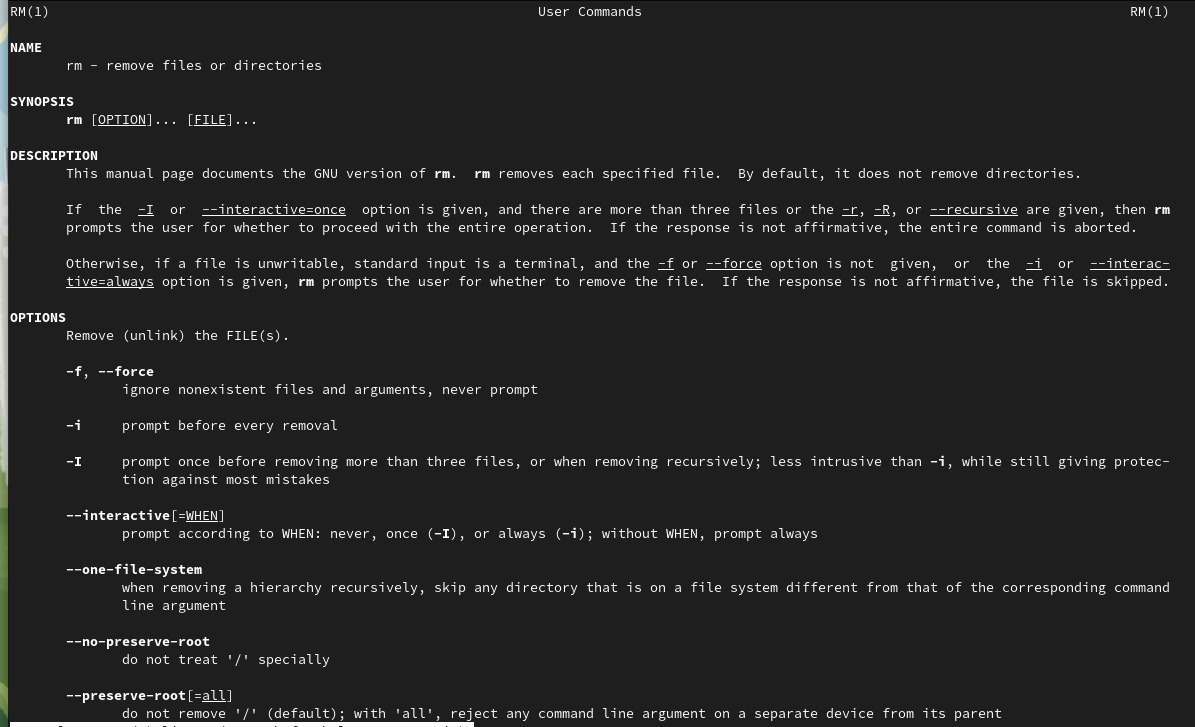 RM(1) User Commands RM(1)
NAME
rm - remove files or directories
SYNOPSIS
rm [OPTION]... [FILE]...
DESCRIPTION
This manual page documents the GNU version of rm. rm removes each specified file. By default, it does not remove directories.
If the -I or --interactive=once option is given, and there are more than three files or the -r, -R, or --recursive are given, then rm
prompts the user for whether to proceed with the entire operation. If the response is not affirmative, the entire command is aborted.
Otherwise, if a file is unwritable, standard input is a terminal, and the -f or --force option is not given, or the -i or --interac-
tive=always option is given, rm prompts the user for whether to remove the file. If the response is not affirmative, the file is skipped.
OPTIONS
Remove (unlink) the FILE(s).
-f, --force
ignore nonexistent files and arguments, never prompt
-i prompt before every removal
-I prompt once before removing more than three files, or when removing recursively; less intrusive than -i, while still giving protec-
tion against most mistakes
--interactive[=WHEN]
prompt according to WHEN: never, once (-I), or always (-i); without WHEN, prompt always
--one-file-system
when removing a hierarchy recursively, skip any directory that is on a file system different from that of the corresponding command
line argument
--no-preserve-root
do not treat '/' specially
--preserve-root[=all]
do not remove '/' (default); with 'all', reject any command line argument on a separate device from its parent